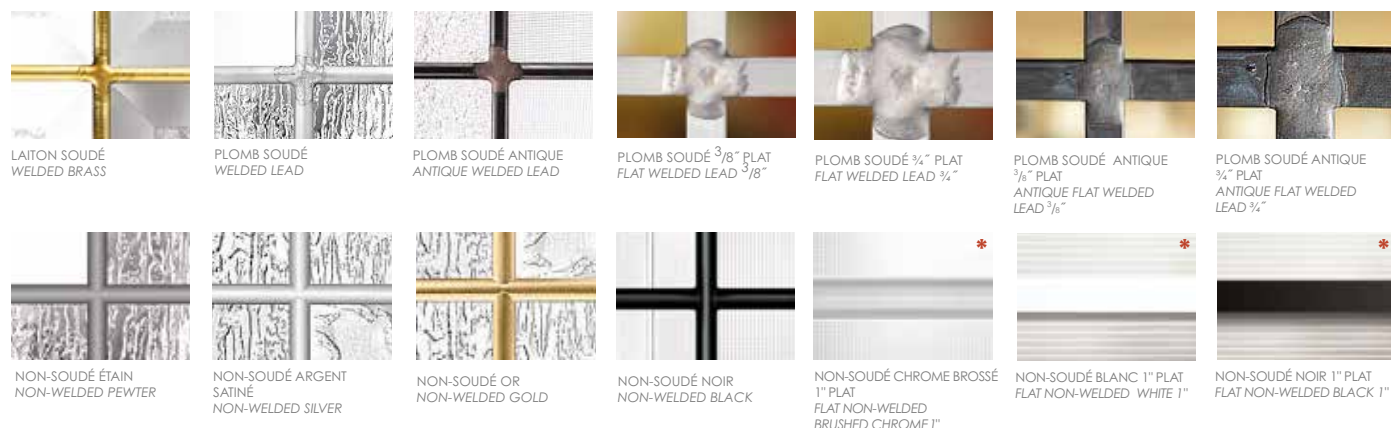 LAITON SOUDÉ
WELDED BRASS
PLOMB SOUDÉ
WELDED LEAD
PLOMB SOUDÉ ANTIQUE
ANTIQUE WELDED LEAD
PLOMB SOUDÉ 3/8˝ PLAT
FLAT WELDED LEAD 3/8˝
PLOMB SOUDÉ ¾˝ PLAT
FLAT WELDED LEAD ¾˝
PLOMB SOUDÉ ANTIQUE
3/8˝ PLAT
ANTIQUE FLAT WELDED
LEAD 3/8˝
PLOMB SOUDÉ ANTIQUE
¾˝ PLAT
ANTIQUE FLAT WELDED
LEAD ¾˝
NON-SOUDÉ ÉTAIN
NON-WELDED PEWTER
NON-SOUDÉ ARGENT
SATINÉ
NON-WELDED SILVER
NON-SOUDÉ OR
NON-WELDED GOLD
NON-SOUDÉ NOIR
NON-WELDED BLACK
*
NON-SOUDÉ CHROME BROSSÉ
1" PLAT
FLAT NON-WELDED
BRUSHED CHROME 1"
*
NON-SOUDÉ BLANC 1" PLAT
FLAT NON-WELDED WHITE 1"
*
NON-SOUDÉ NOIR 1" PLAT
FLAT NON-WELDED BLACK 1"